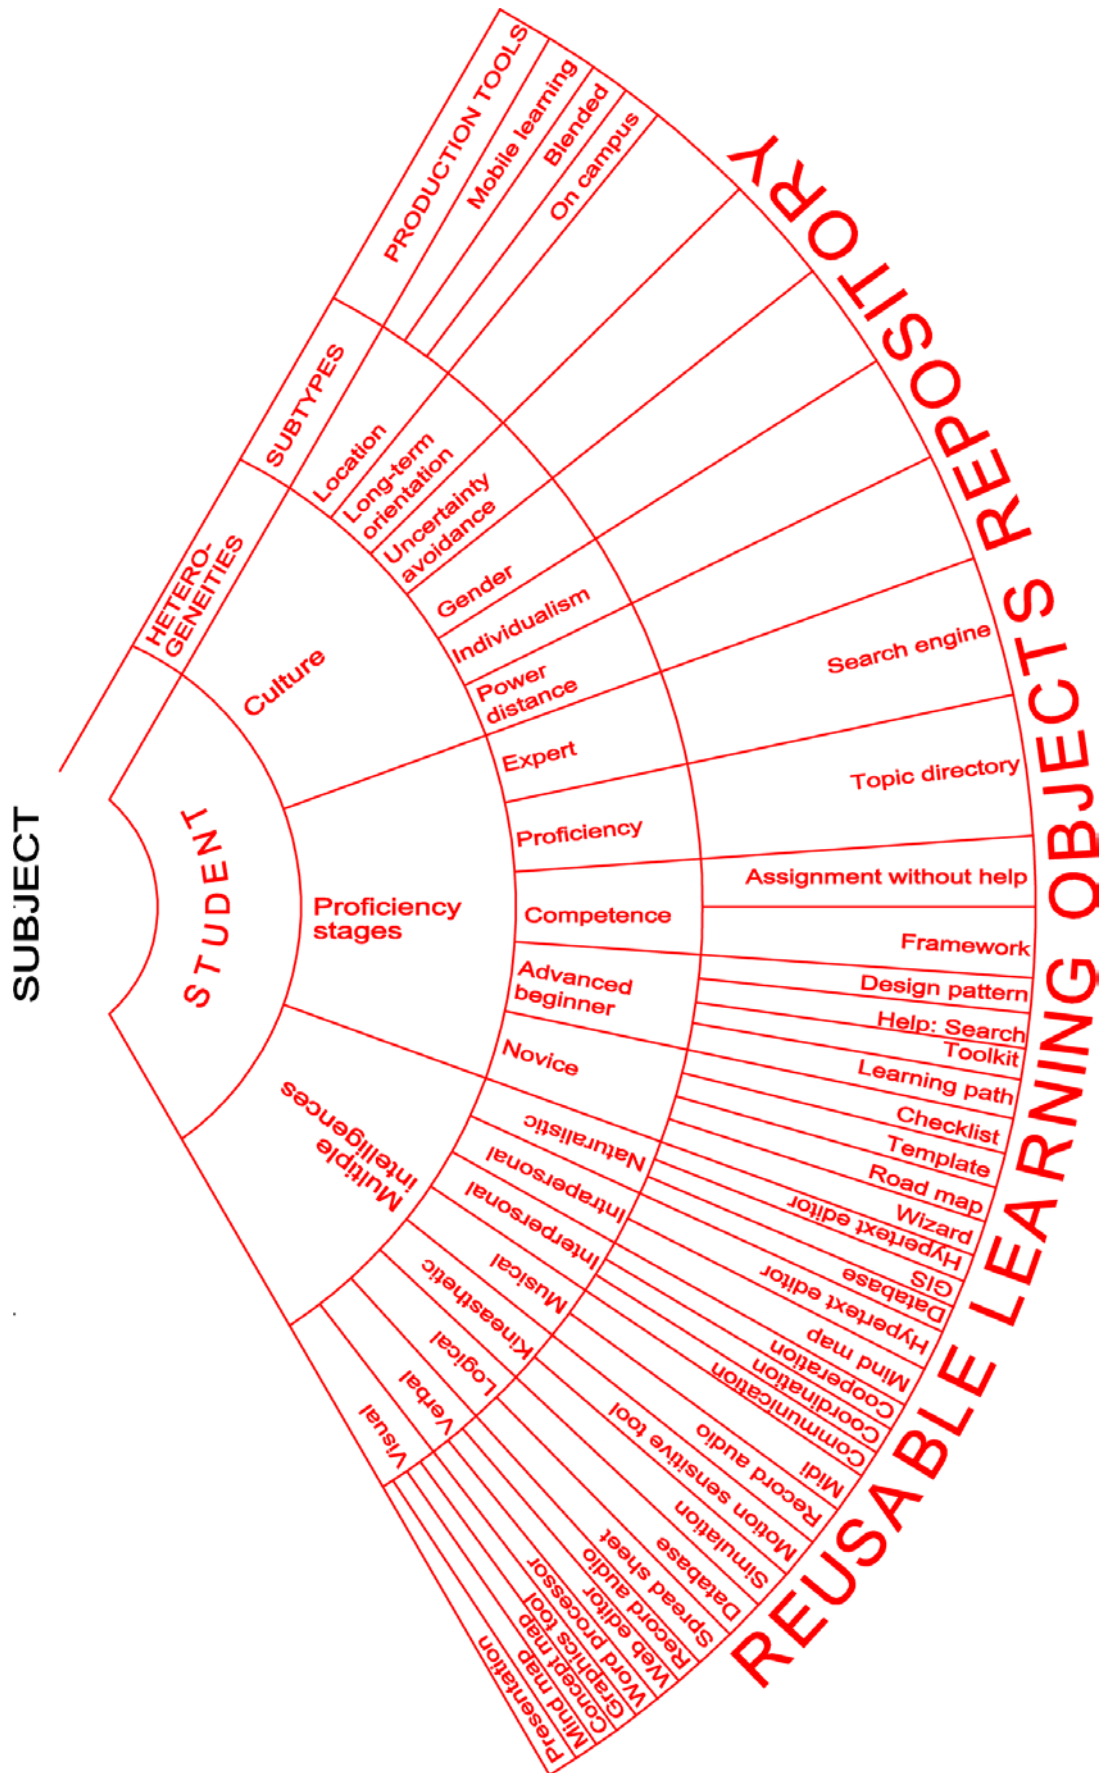 SUBJECT
STUDENT
HETERO-
GENEITIES
SUBTYPES
PRODUCTION TOOLS
Culture
Location
Mobile learning
Blended
On campus
Long-term
orientation
Uncertainty
avoidance
Gender
Individualism
Power
distance
Proficiency
stages
Expert
Search engine
Proficiency
Topic directory
Competence
Assignment without help
Framework
Advanced
beginner
Design pattern
Help: Search
Toolkit
Novice
Learning path
Checklist
Template
Road map
Wizard
Multiple
intelligences
Naturalistic
Hypertext editor
GIS
Database
Intrapersonal
Hypertext editor
Mind map
Interpersonal
Cooperation
Coordination
Communication
Musical
Midi
Record audio
Kineasthetic
Motion sensitive tool
Simulation
Logical
Database
Spread sheet
Verbal
Record audio
Web editor
Word processor
Visual
Graphics tool
Concept map
Mind map
Presentation
REUSABLE LEARNING OBJECTS REPOSITORY